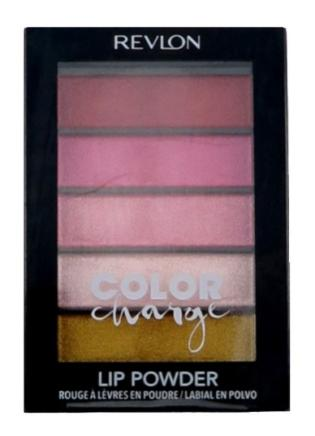 REVLON
COLOR
charge
LIP POWDER
ROUGE À LÈVRES EN POUDRE / LABIAL EN POLVO